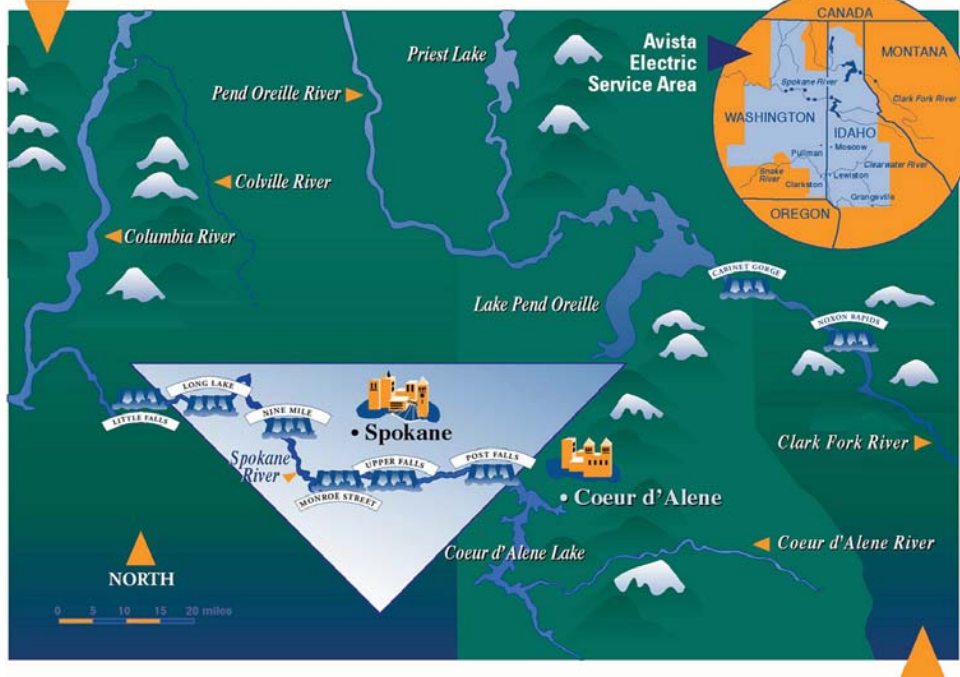 Priest Lake
Pend Oreille River
Colville River
Columbia River
Lake Pend Oreille
Avista
Electric
Service Area
CANADA
MONTANA
Spokane River
Clark Fork River
WASHINGTON
IDAHO
Pullman
Moscow
Clearwater River
Snake
River
Lewiston
Clarkston
Grangeville
OREGON
CABINET GORGE
NOXON RAPIDS
LONG LAKE
LITTLE FALLS
NINE MILE
• Spokane
Spokane
River
UPPER FALLS
POST FALLS
MONROE STREET
• Coeur d'Alene
Clark Fork River
Coeur d'Alene Lake
Coeur d'Alene River
NORTH
0 5 10 15 20 miles